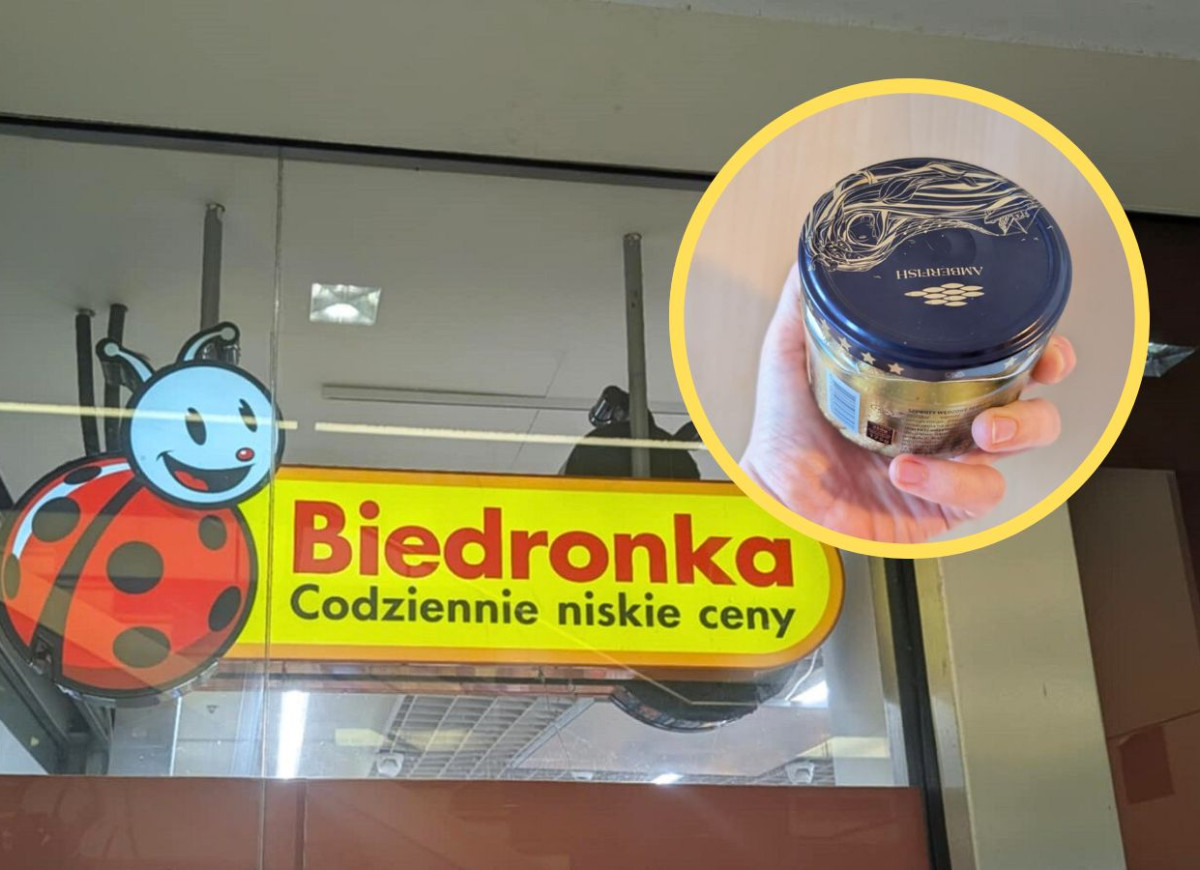 AMBERFISH
Biedronka
Codziennie niskie ceny